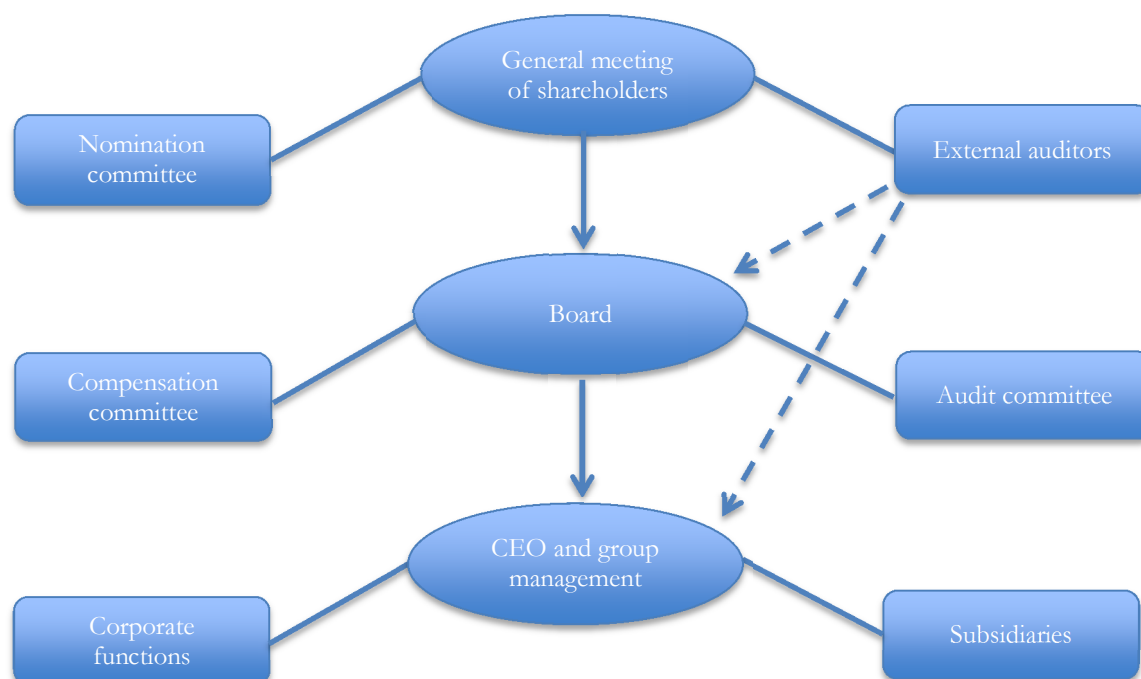 General meeting
of shareholders
Nomination
committee
External auditors
Board
Compensation
committee
Audit committee
CEO and group
management
Corporate
functions
Subsidiaries